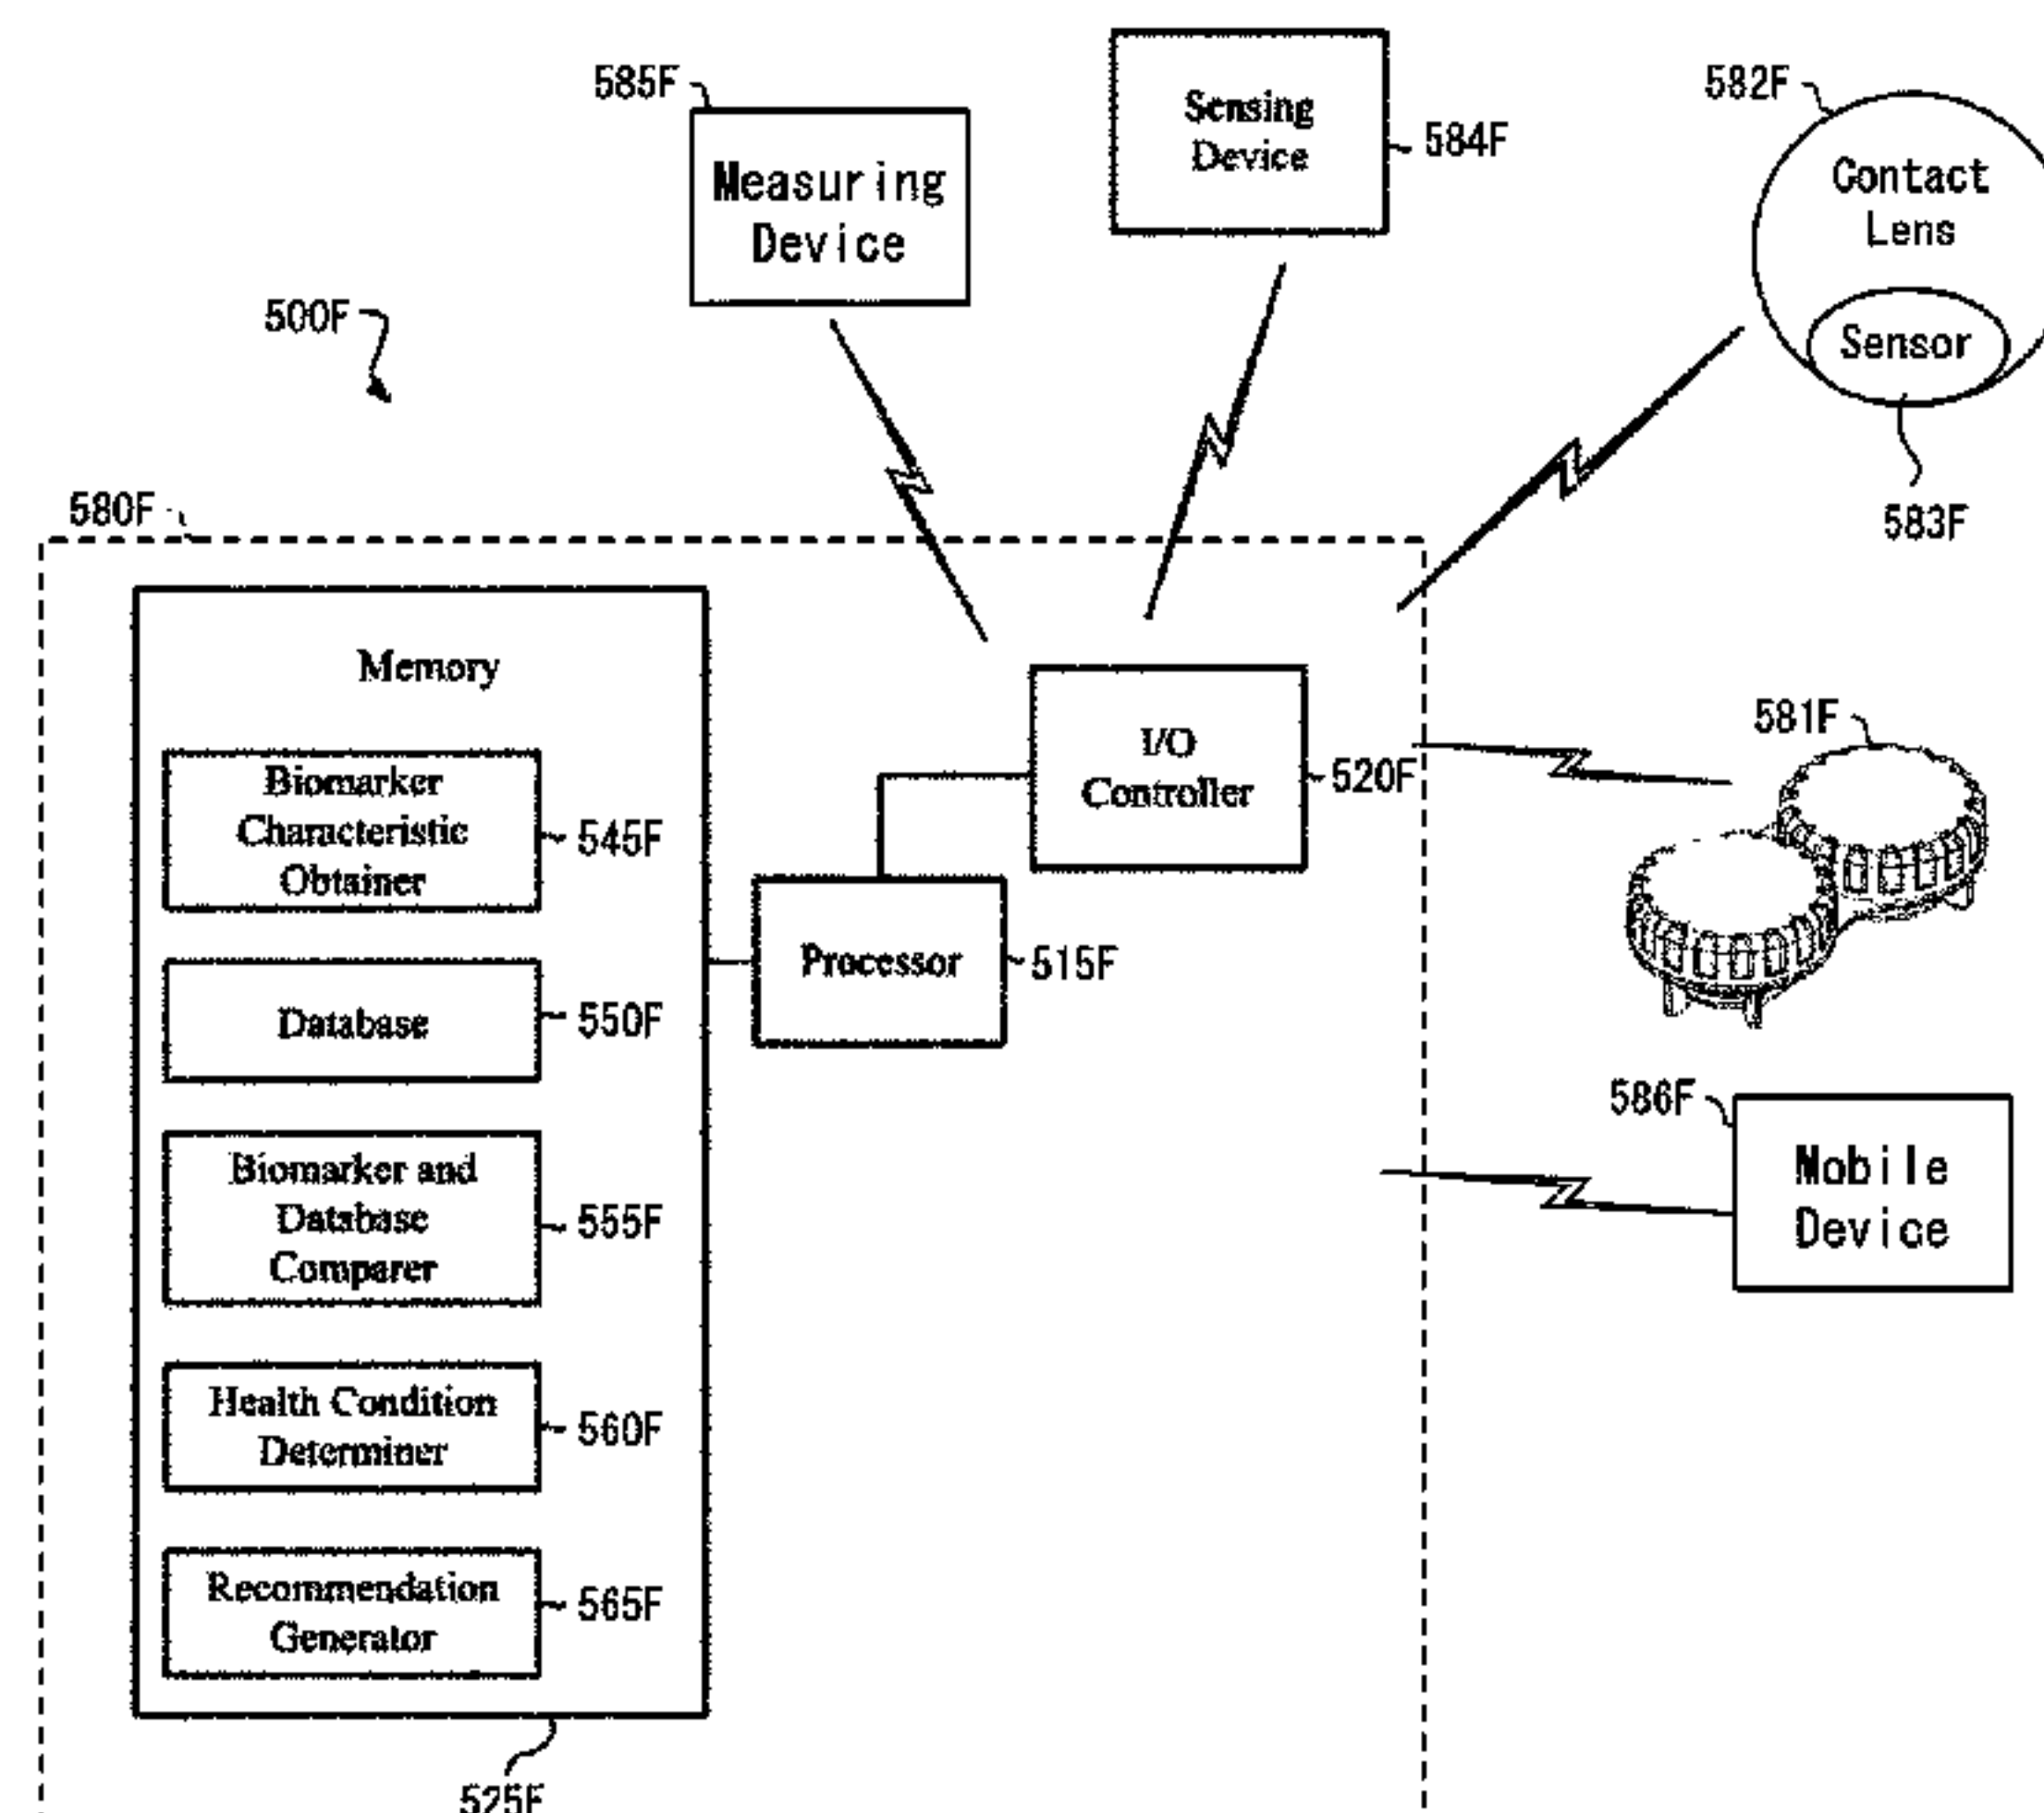 585F
Measuring
Device
Sensing
Device
584F
582F
Contact
Lens
Sensor
583F
500F
580F
Memory
Biomarker
Characteristic
Obtainer
545F
Database
550F
Biomarker and
Database
Comparer
555F
Health Condition
Determiner
560F
Recommendation
Generator
565F
525F
I/O
Controller
520F
Processor
515F
581F
586F
Mobile
Device